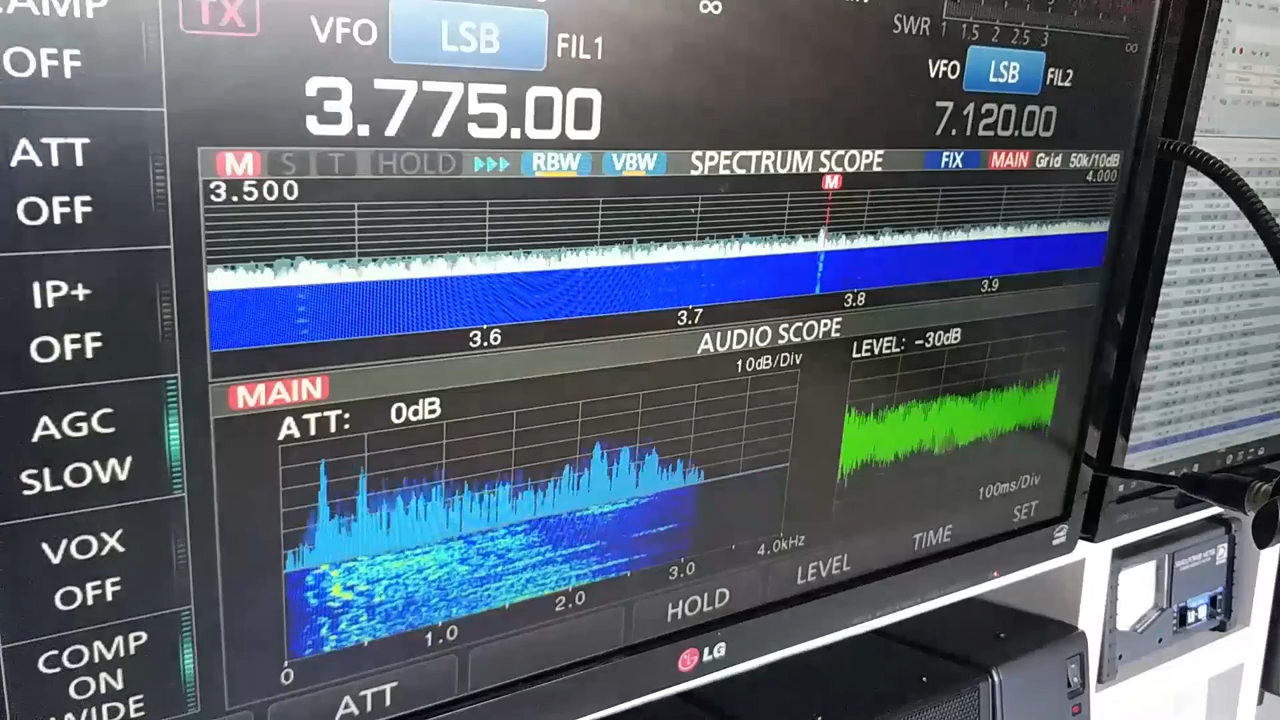 AMP
OFF
ATT
OFF
IP+
OFF
AGC
SLOW
VOX
OFF
COMP
ON
WIDE
TX
VFO LSB FIL1
3.775.00
∞
SWR 1 1.5 2 2.5 3 ∞
VFO LSB FIL2
7.120.00
M S T HOLD RBW VBW SPECTRUM SCOPE FIX MAIN Grid 50k/10dB
3.500 M 4.000
3.6 3.7 3.8 3.9
AUDIO SCOPE
MAIN 10dB/Div LEVEL: -30dB
ATT: 0dB
0 1.0 2.0 3.0 4.0kHz
100ms/Div
ATT HOLD LEVEL TIME SET
LG